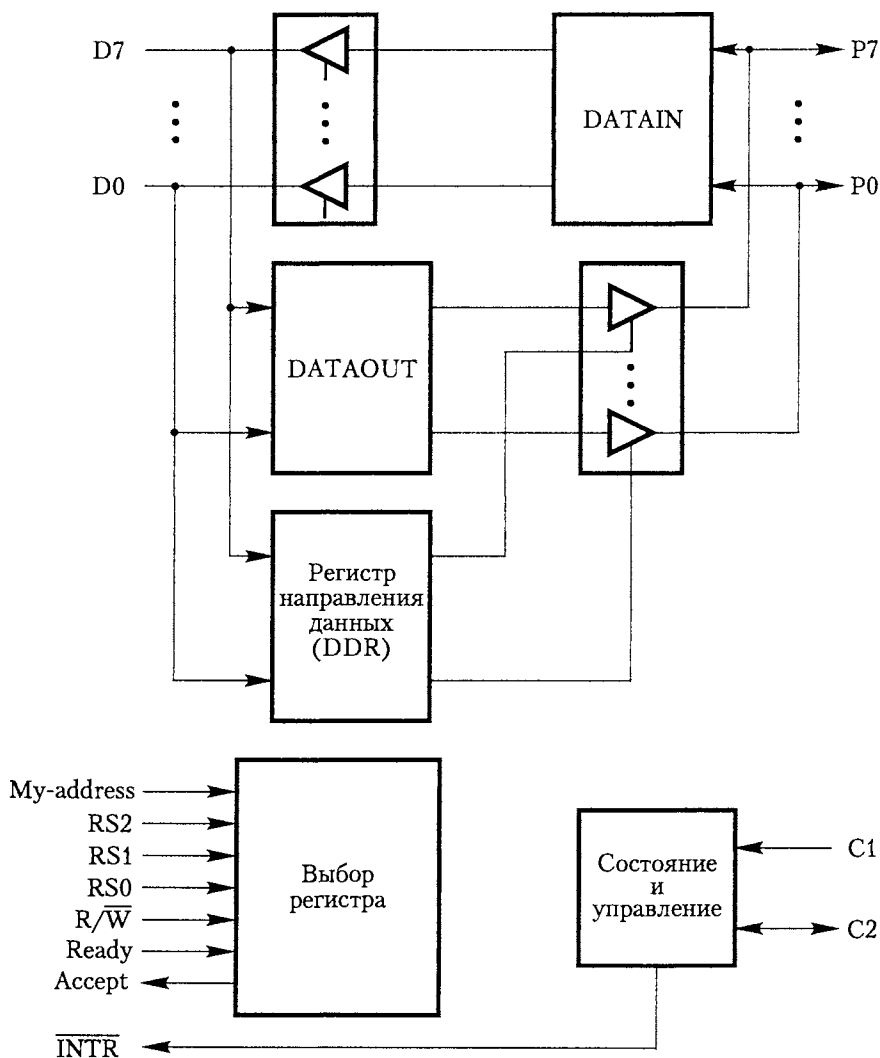 D7
P7
DATAIN
D0
P0
DATAOUT
Регистр
направления
данных
(DDR)
My-address
RS2
RS1
RS0
R/W̅
Ready
Accept
I̅N̅T̅R̅
Выбор
регистра
Состояние
и
управление
C1
C2